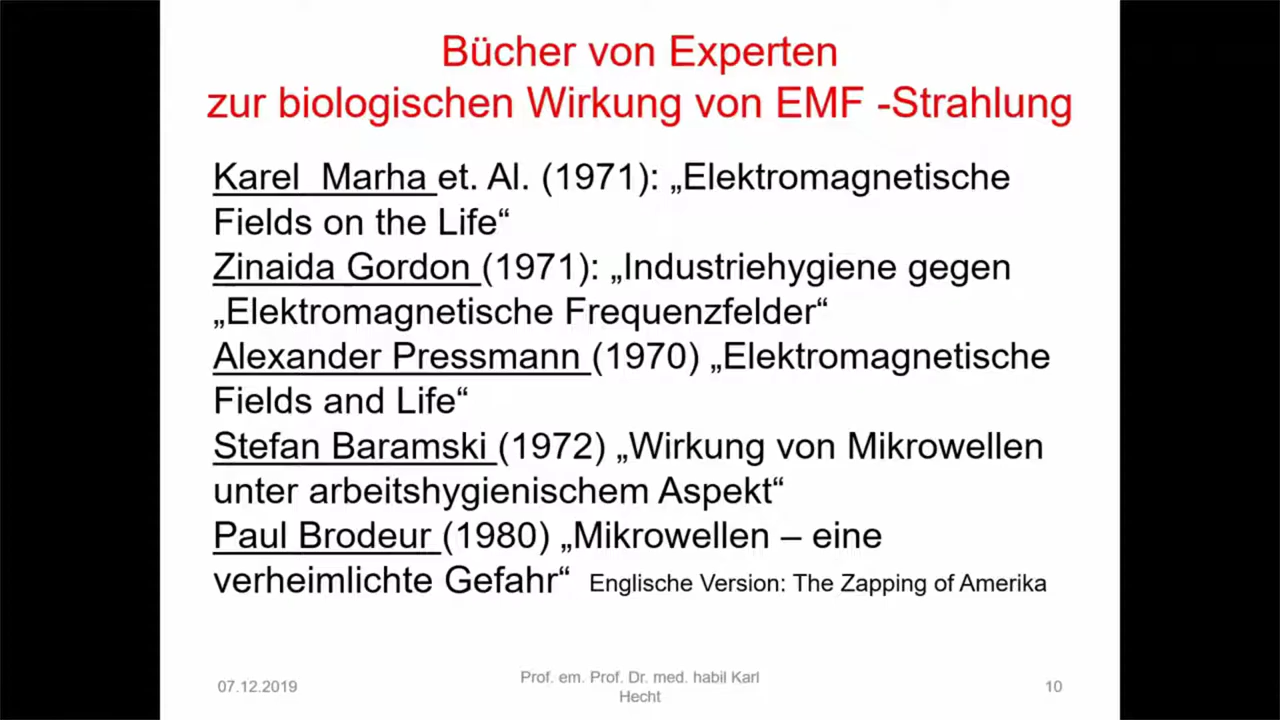 Bücher von Experten
zur biologischen Wirkung von EMF -Strahlung
Karel Marha et. Al. (1971): „Elektromagnetische
Fields on the Life“
Zinaida Gordon (1971): „Industriehygiene gegen
„Elektromagnetische Frequenzfelder“
Alexander Pressmann (1970) „Elektromagnetische
Fields and Life“
Stefan Baramski (1972) „Wirkung von Mikrowellen
unter arbeitshygienischem Aspekt“
Paul Brodeur (1980) „Mikrowellen – eine
verheimlichte Gefahr“ Englische Version: The Zapping of Amerika
07.12.2019
Prof. em. Prof. Dr. med. habil Karl
Hecht
10